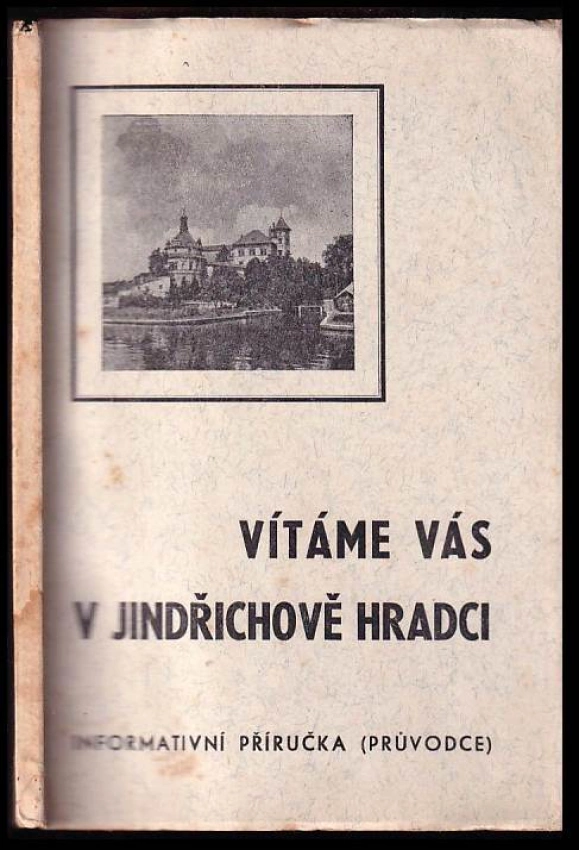 VÍTÁME VÁS
V JINDŘICHOVĚ HRADCI
INFORMATIVNÍ PŘÍRUČKA (PRŮVODCE)